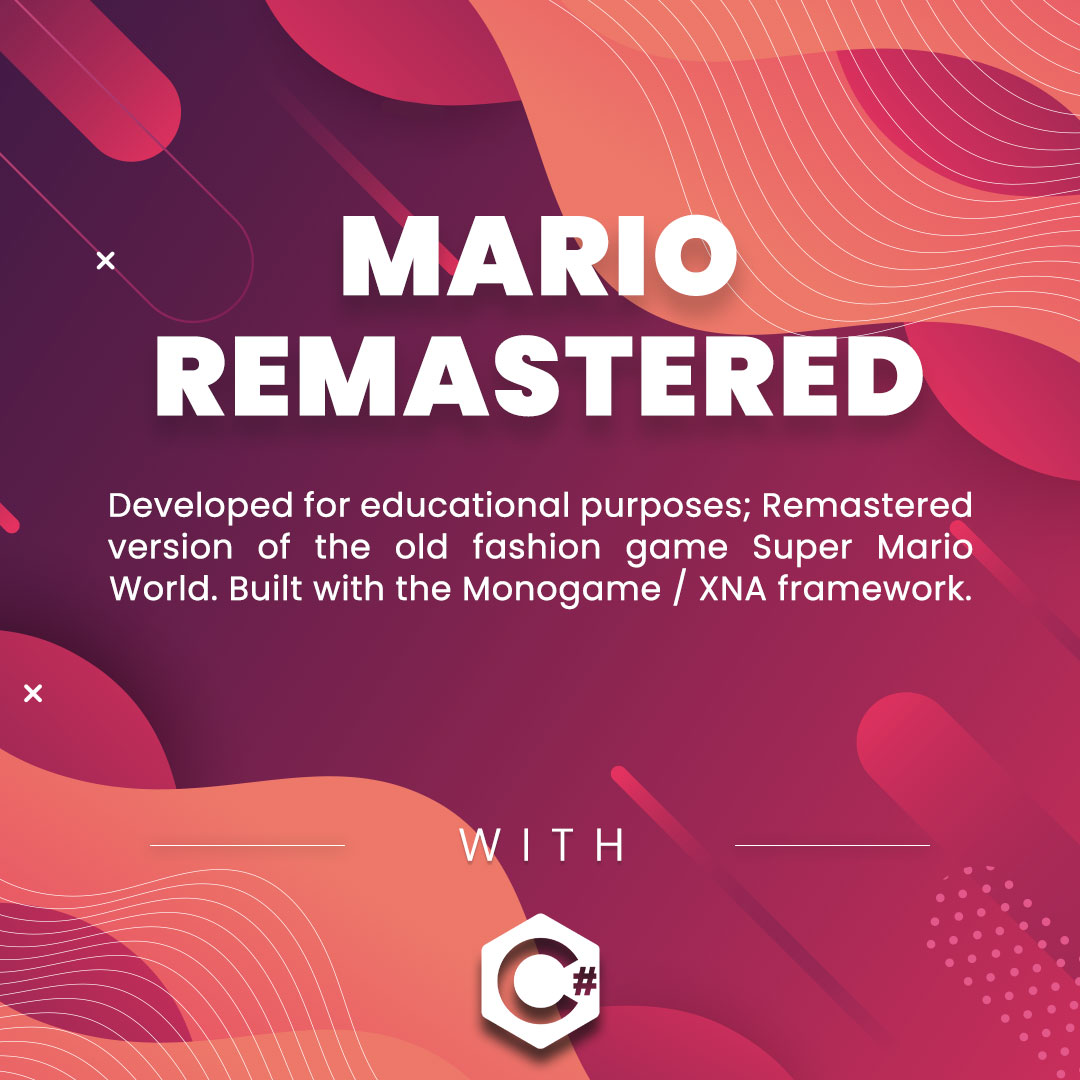 MARIO
REMASTERED
Developed for educational purposes; Remastered
version of the old fashion game Super Mario
World. Built with the Monogame / XNA framework.
WITH
C#